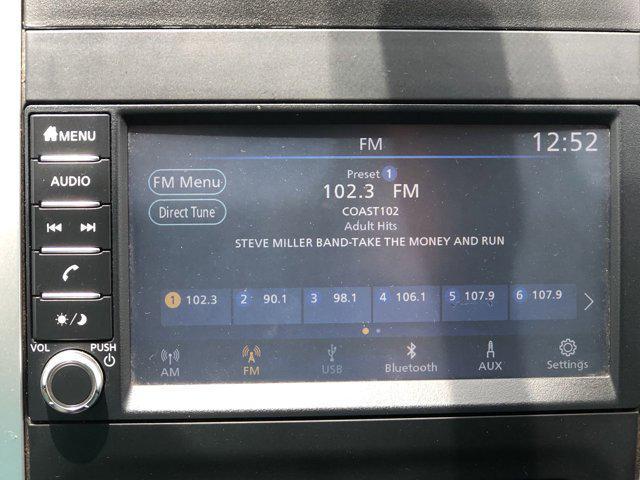 MENU
AUDIO
VOL
PUSH
FM
12:52
FM Menu
Direct Tune
Preset 1
102.3 FM
COAST102
Adult Hits
STEVE MILLER BAND-TAKE THE MONEY AND RUN
1 102.3
2 90.1
3 98.1
4 106.1
5 107.9
6 107.9
AM
FM
USB
Bluetooth
AUX
Settings